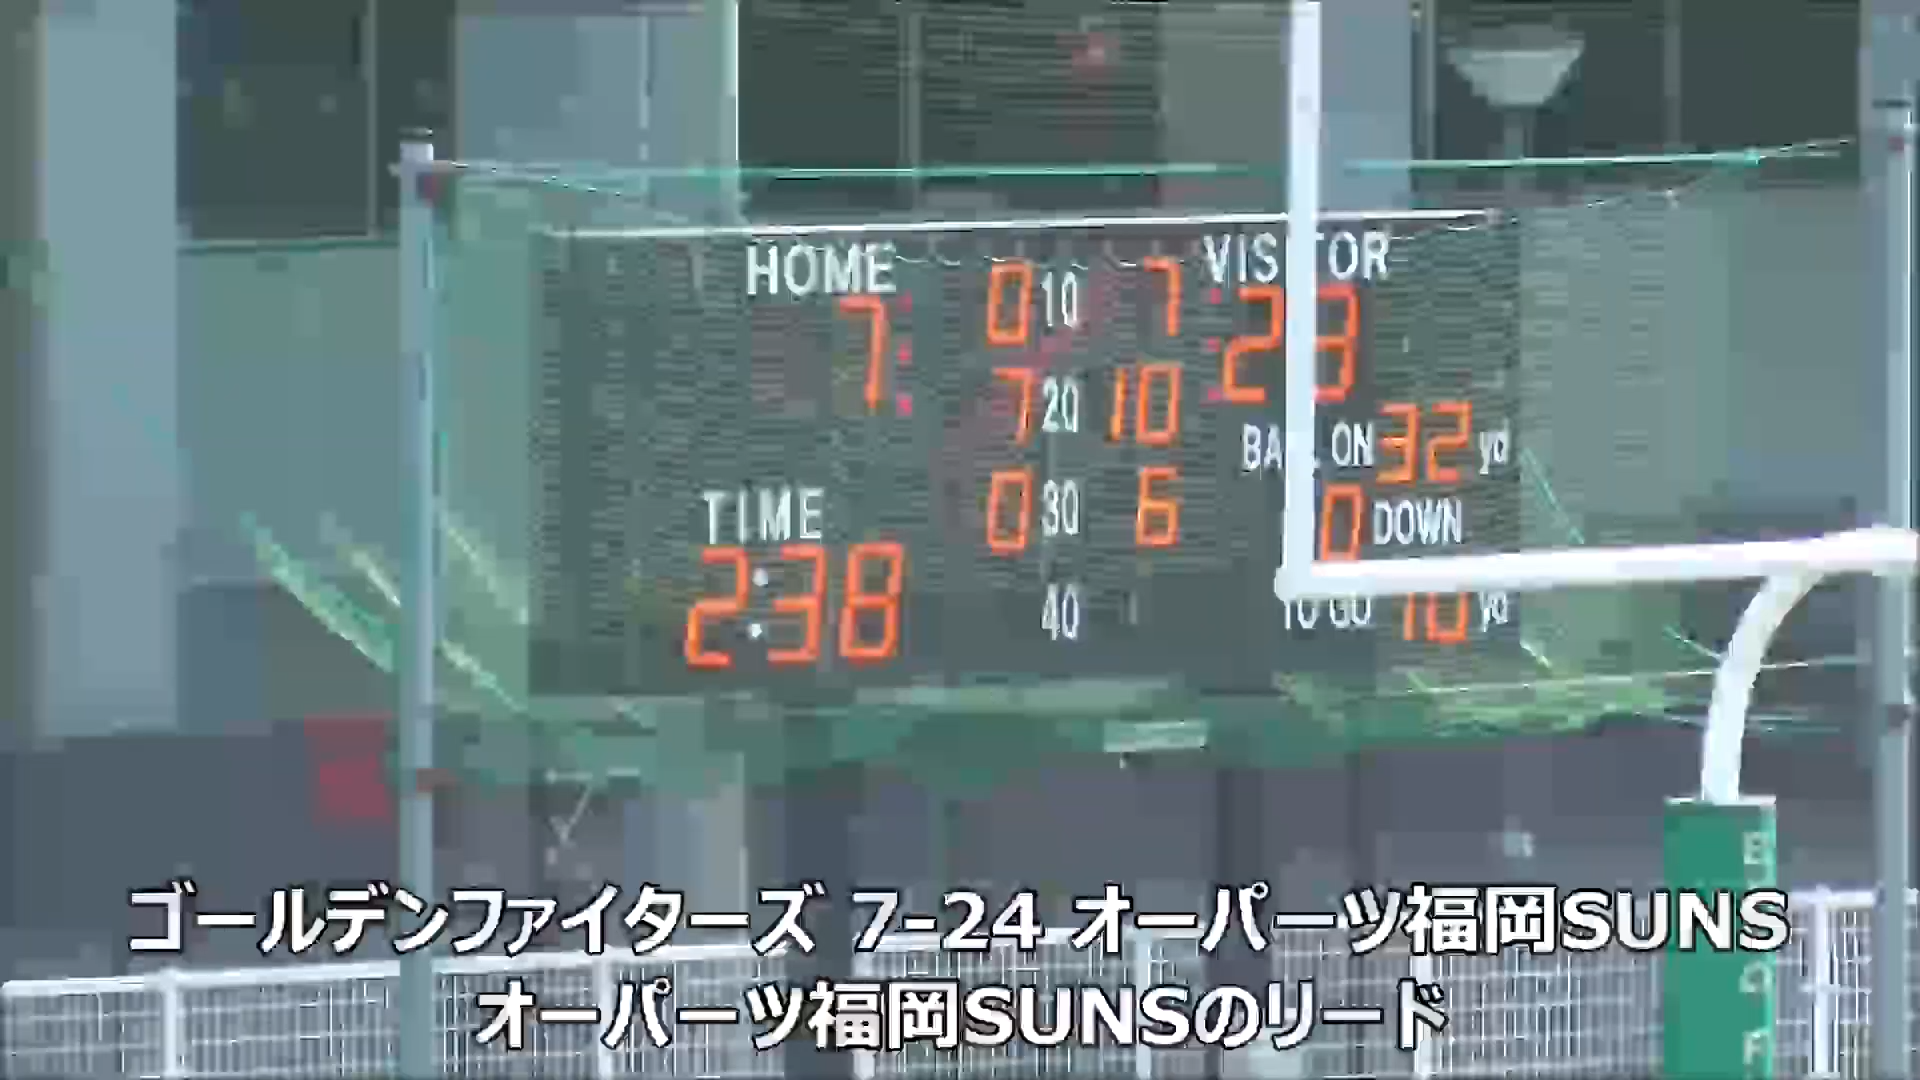 HOME 0 10 7 VISITOR
7 23
7 20 10
BALL ON 32 yd
TIME 0 30 6 0 DOWN
2:38 40 TO GO 10 yd
ゴールデンファイターズ 7-24 オーパーツ福岡SUNS
オーパーツ福岡SUNSのリード